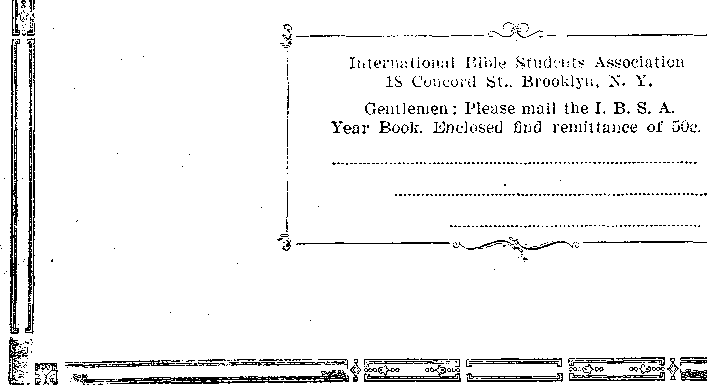 International Bible Students Association
18 Concord St., Brooklyn, N. Y.
Gentlemen: Please mail the I. B. S. A.
Year Book. Enclosed find remittance of 50c.